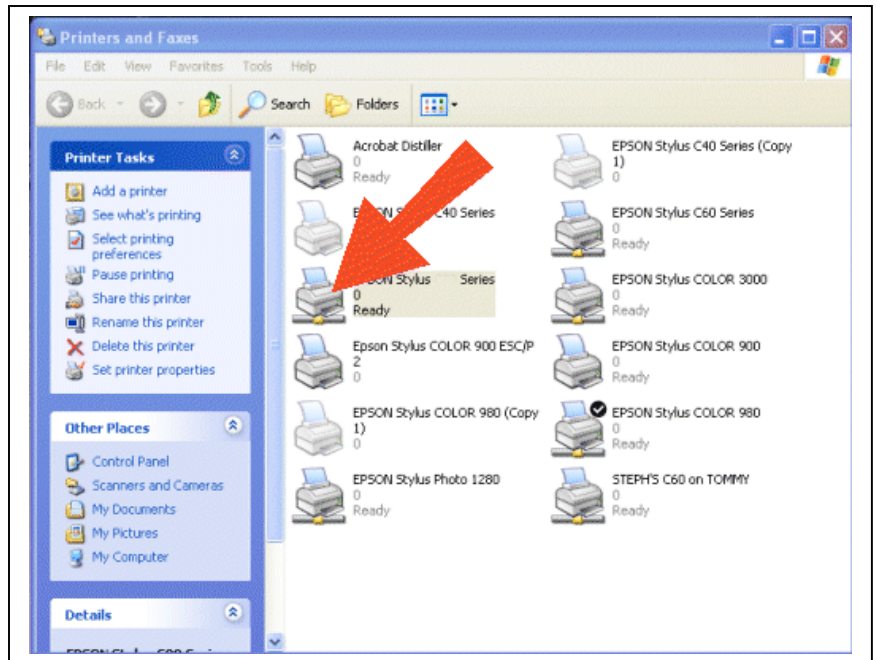 Printers and Faxes
File Edit View Favorites Tools Help
Back Search Folders
Printer Tasks
Add a printer
See what's printing
Select printing
preferences
Pause printing
Share this printer
Rename this printer
Delete this printer
Set printer properties
Other Places
Control Panel
Scanners and Cameras
My Documents
My Pictures
My Computer
Details
Acrobat Distiller
0
Ready
EPSON Stylus C40 Series (Copy
1)
0
C40 Series
EPSON Stylus C60 Series
0
Ready
Stylus Series
0
Ready
EPSON Stylus COLOR 3000
0
Ready
Epson Stylus COLOR 900 ESC/P
2
0
EPSON Stylus COLOR 900
0
Ready
EPSON Stylus COLOR 980 (Copy
1)
0
EPSON Stylus COLOR 980
0
Ready
EPSON Stylus Photo 1280
0
Ready
STEPH'S C60 on TOMMY
0
Ready